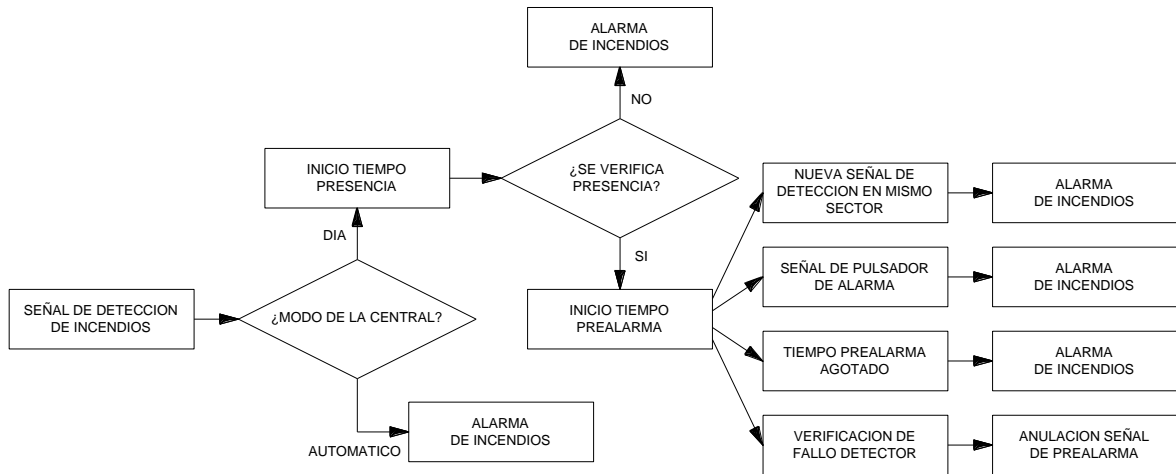 ALARMA
DE INCENDIOS
NO
INICIO TIEMPO
PRESENCIA
¿SE VERIFICA
PRESENCIA?
NUEVA SEÑAL DE
DETECCION EN MISMO
SECTOR
ALARMA
DE INCENDIOS
DIA
SI
SEÑAL DE PULSADOR
DE ALARMA
ALARMA
DE INCENDIOS
SEÑAL DE DETECCION
DE INCENDIOS
¿MODO DE LA CENTRAL?
INICIO TIEMPO
PREALARMA
TIEMPO PREALARMA
AGOTADO
ALARMA
DE INCENDIOS
AUTOMATICO
ALARMA
DE INCENDIOS
VERIFICACION DE
FALLO DETECTOR
ANULACION SEÑAL
DE PREALARMA